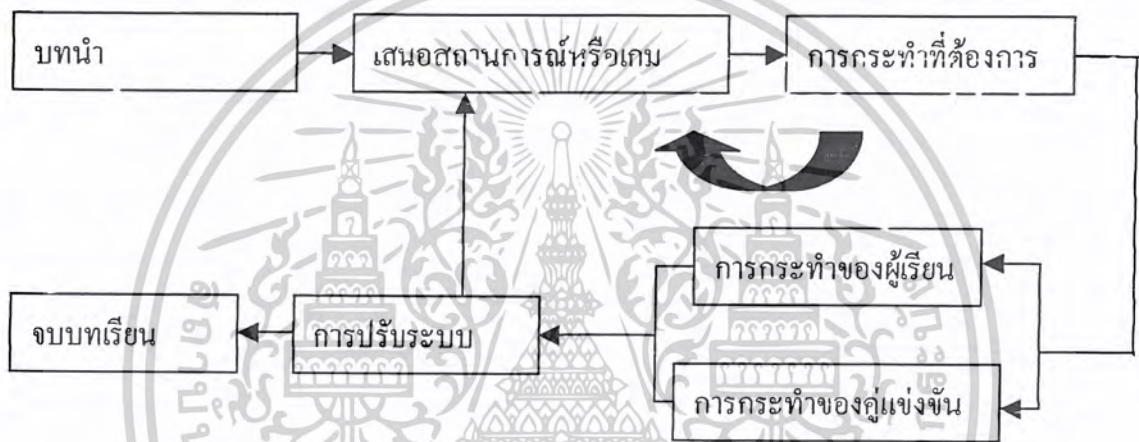 บทนำ
เสนอสถานการณ์หรือเกม
การกระทำที่ต้องการ
การกระทำของผู้เรียน
จบบทเรียน
การปรับระบบ
การกระทำของคู่แข่งขัน